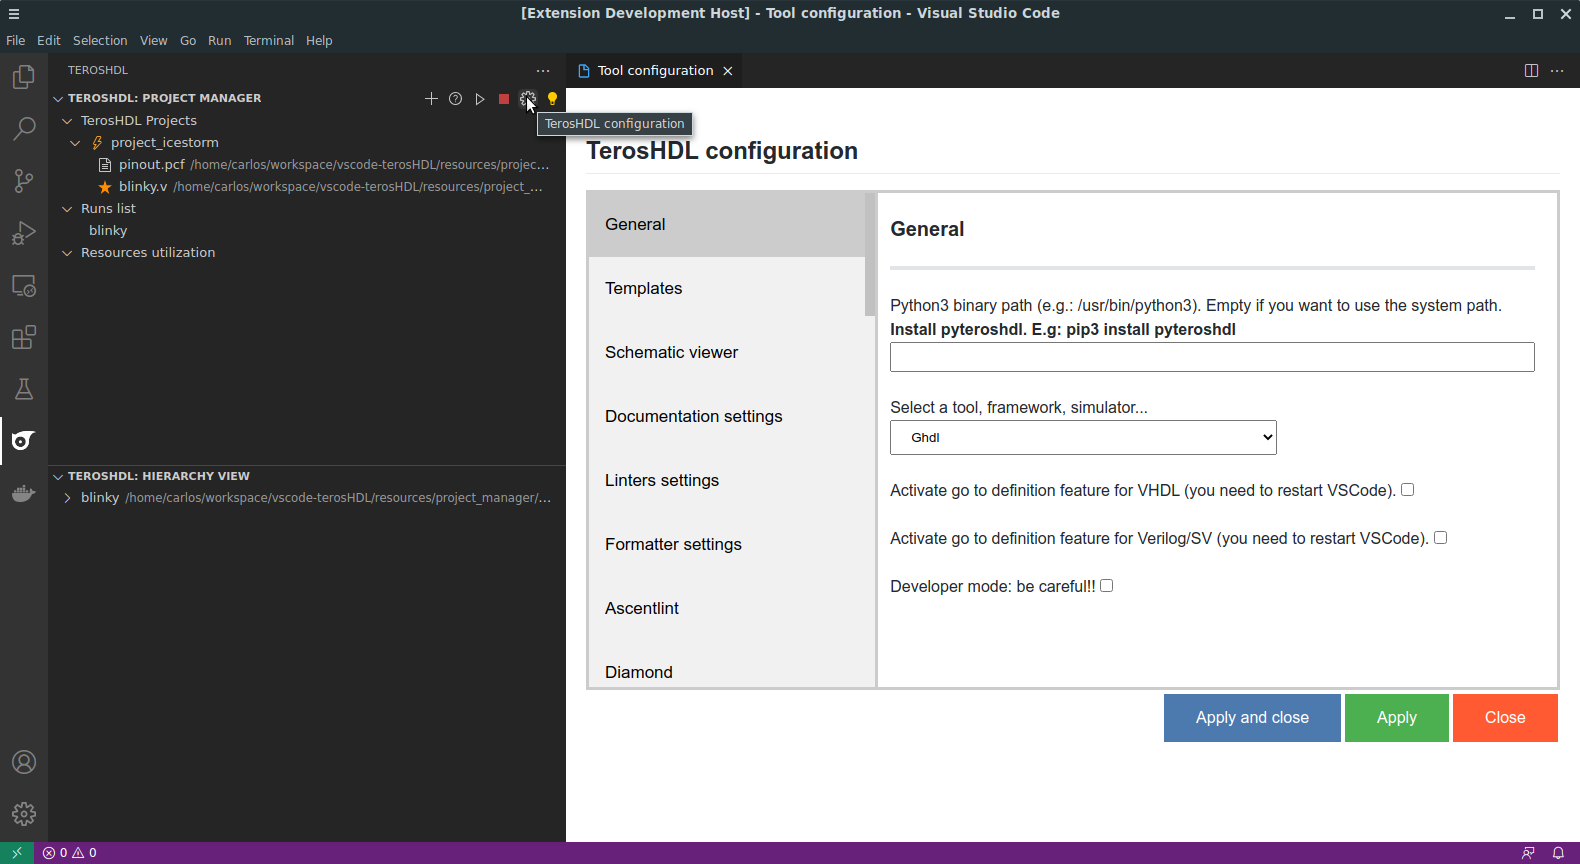 [Extension Development Host] - Tool configuration - Visual Studio Code
File Edit Selection View Go Run Terminal Help
TEROSHDL
Tool configuration
TEROSHDL: PROJECT MANAGER
TerosHDL configuration
TerosHDL Projects
project_icestorm
pinout.pcf /home/carlos/workspace/vscode-terosHDL/resources/projec...
blinky.v /home/carlos/workspace/vscode-terosHDL/resources/project_...
Runs list
blinky
Resources utilization
TEROSHDL: HIERARCHY VIEW
blinky /home/carlos/workspace/vscode-terosHDL/resources/project_manager/...
TerosHDL configuration
General
Templates
Schematic viewer
Documentation settings
Linters settings
Formatter settings
Ascentlint
Diamond
General
Python3 binary path (e.g.: /usr/bin/python3). Empty if you want to use the system path.
Install pyteroshdl. E.g: pip3 install pyteroshdl
Select a tool, framework, simulator...
Ghdl
Activate go to definition feature for VHDL (you need to restart VSCode).
Activate go to definition feature for Verilog/SV (you need to restart VSCode).
Developer mode: be careful!!
Apply and close
Apply
Close
0 0